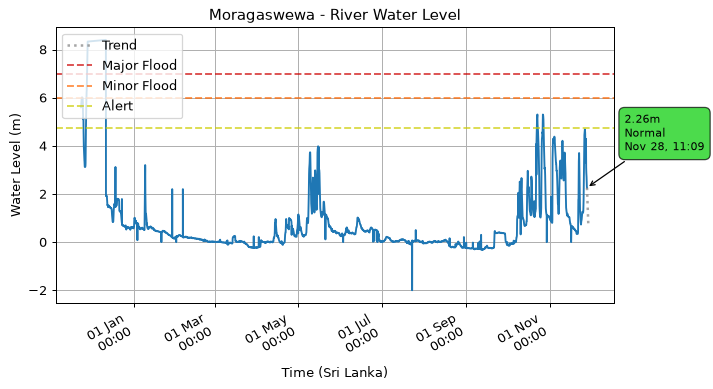 Moragaswewa - River Water Level
Trend
Major Flood
Minor Flood
Alert
2.26m
Normal
Nov 28, 11:09
Water Level (m)
8
6
4
2
0
−2
01 Jan
00:00
01 Mar
00:00
01 May
00:00
01 Jul
00:00
01 Sep
00:00
01 Nov
00:00
Time (Sri Lanka)